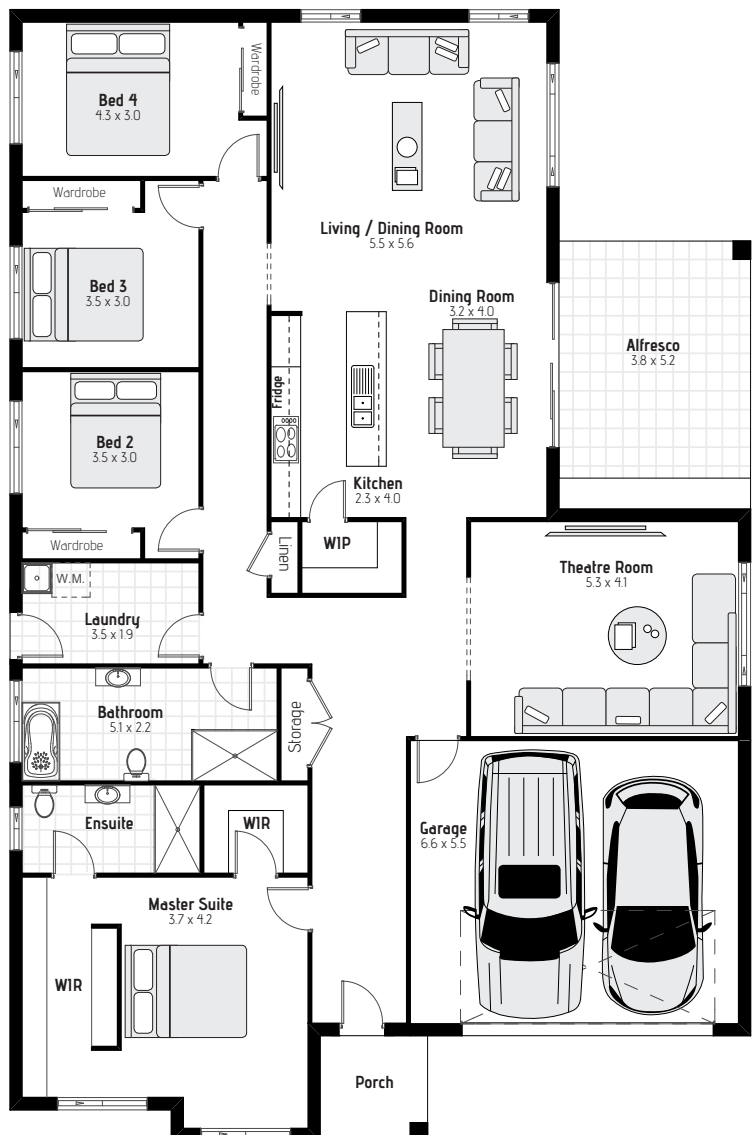 Wardrobe
Bed 4
4.3 x 3.0
Wardrobe
Living / Dining Room
5.5 x 5.6
Bed 3
3.5 x 3.0
Dining Room
3.2 x 4.0
Alfresco
3.8 x 5.2
Fridge
Bed 2
3.5 x 3.0
Kitchen
2.3 x 4.0
Wardrobe
Linen
W1P
Theatre Room
5.3 x 4.1
W.M.
Laundry
3.5 x 1.9
Bathroom
5.1 x 2.2
Storage
Ensuite
W1R
Garage
6.6 x 5.5
Master Suite
3.7 x 4.2
W1R
Porch